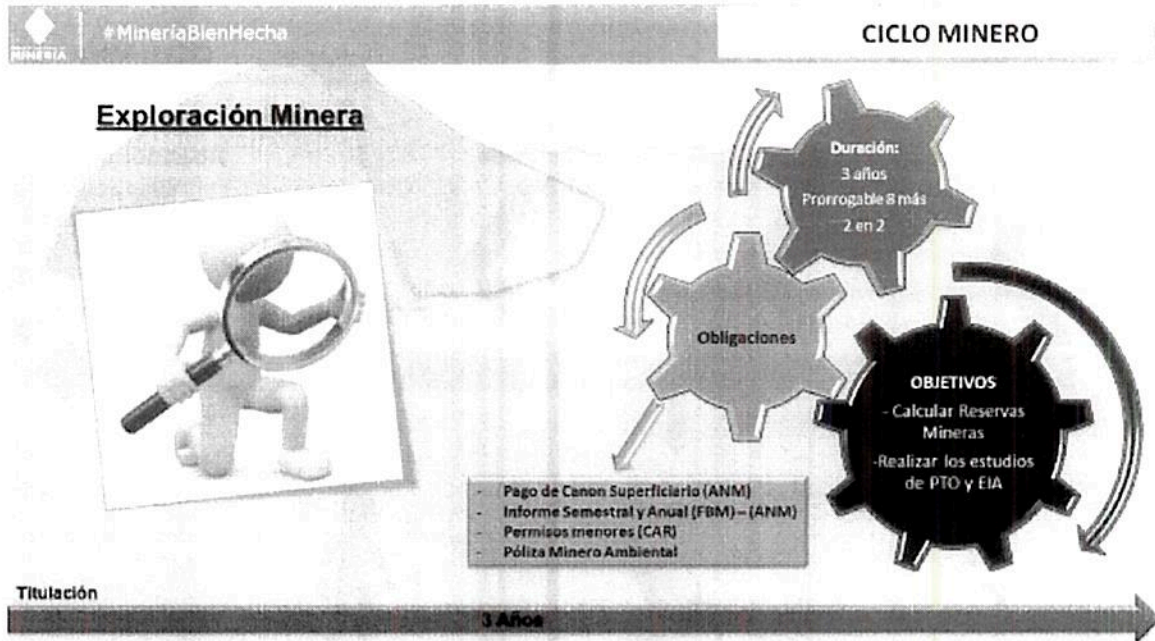 MINERÍA
#MineríaBienHecha
CICLO MINERO
Exploración Minera
Duración:
3 años
Prorrogable 8 más
2 en 2
Obligaciones
OBJETIVOS
- Calcular Reservas
Mineras
-Realizar los estudios
de PTO y EIA
- Pago de Canon Superficiario (ANM)
- Informe Semestral y Anual (FBM) – (ANM)
- Permisos menores (CAR)
- Póliza Minero Ambiental
Titulación
3 Años